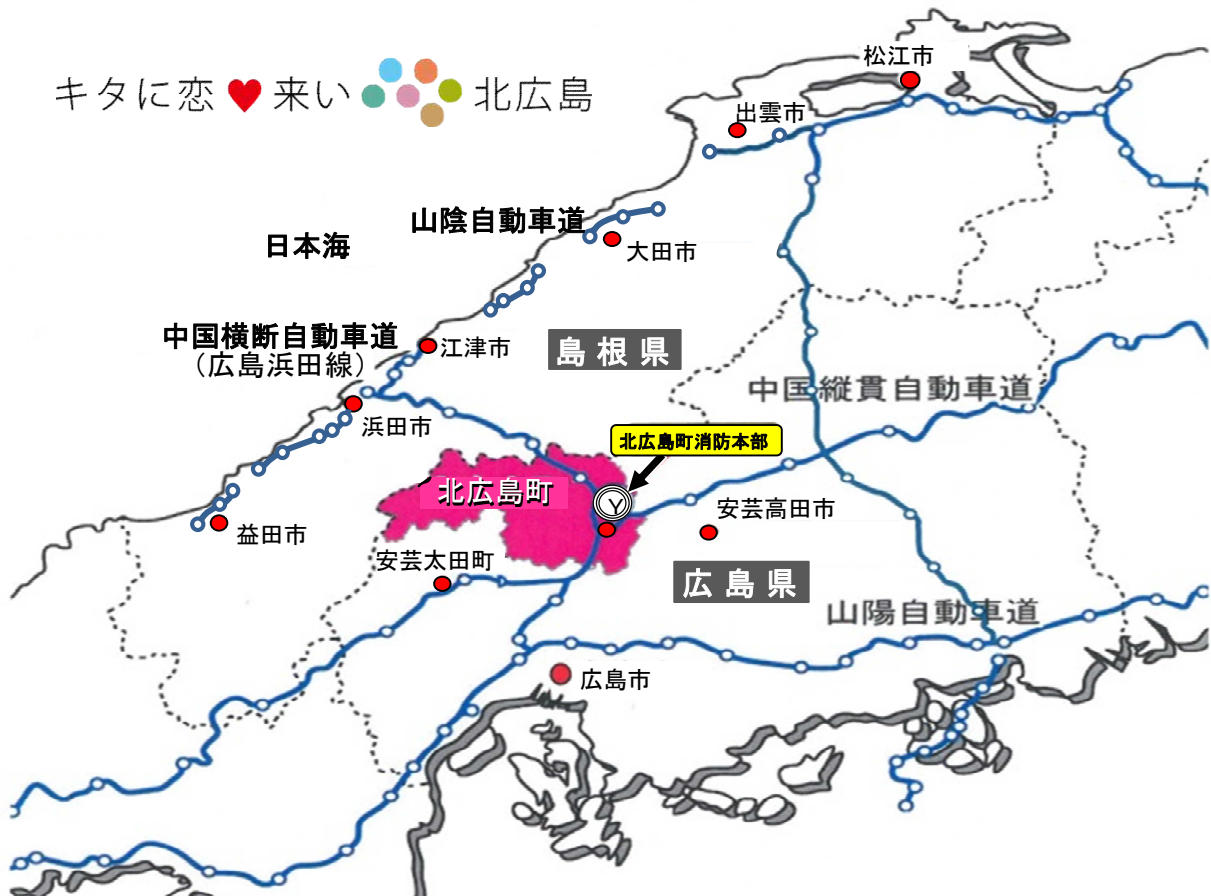 松江市
キタに恋♥来い 北広島
出雲市
山陰自動車道
日本海
大田市
中国横断自動車道
(広島浜田線)
江津市
島根県
中国縦貫自動車道
浜田市
北広島町消防本部
北広島町
Y
安芸高田市
益田市
安芸太田町
広島県
山陽自動車道
広島市